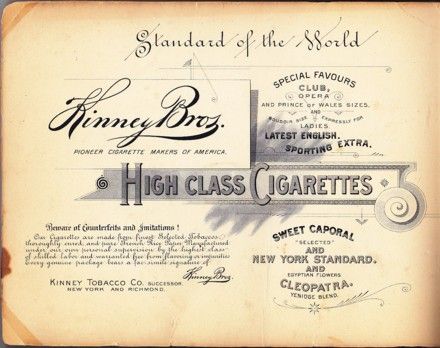 Standard of the World
Kinney Bros.
PIONEER CIGARETTE MAKERS OF AMERICA.
SPECIAL FAVOURS
CLUB,
OPERA
AND PRINCE OF WALES SIZES,
AND
BOUDOIR SIZE EXPRESSLY FOR
LADIES.
LATEST ENGLISH.
SPORTING EXTRA.
HIGH CLASS CIGARETTES
Beware of Counterfeits and Imitations!
Our Cigarettes are made from finest Selected Tobaccos,
thoroughly cured, and pure French Rice Paper, Manufactured
under our own personal supervision by the highest class
of skilled labor and warranted free from flavoring or impurities
every genuine package bears a fac-simile signature of
Kinney Bros.
KINNEY TOBACCO CO. SUCCESSOR.
NEW YORK AND RICHMOND.
SWEET CAPORAL
"SELECTED"
AND
NEW YORK STANDARD.
AND
EGYPTIAN FLOWERS
CLEOPATRA.
YENIDGE BLEND.